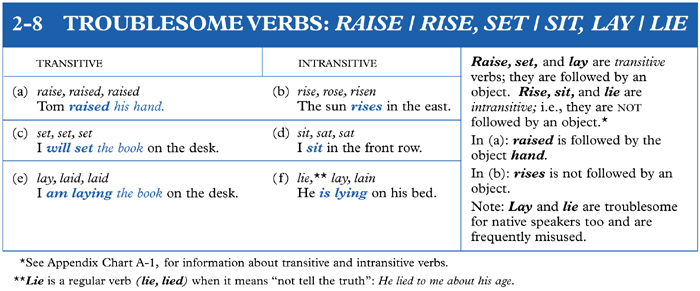 2-8 TROUBLESOME VERBS: RAISE / RISE, SET / SIT, LAY / LIE
TRANSITIVE
INTRANSITIVE
(a) raise, raised, raised
Tom raised his hand.
(b) rise, rose, risen
The sun rises in the east.
(c) set, set, set
I will set the book on the desk.
(d) sit, sat, sat
I sit in the front row.
(e) lay, laid, laid
I am laying the book on the desk.
(f) lie,** lay, lain
He is lying on his bed.
Raise, set, and lay are transitive
verbs; they are followed by an
object. Rise, sit, and lie are
intransitive; i.e., they are NOT
followed by an object.*
In (a): raised is followed by the
object hand.
In (b): rises is not followed by an
object.
Note: Lay and lie are troublesome
for native speakers too and are
frequently misused.
*See Appendix Chart A-1, for information about transitive and intransitive verbs.
**Lie is a regular verb (lie, lied) when it means “not tell the truth”: He lied to me about his age.